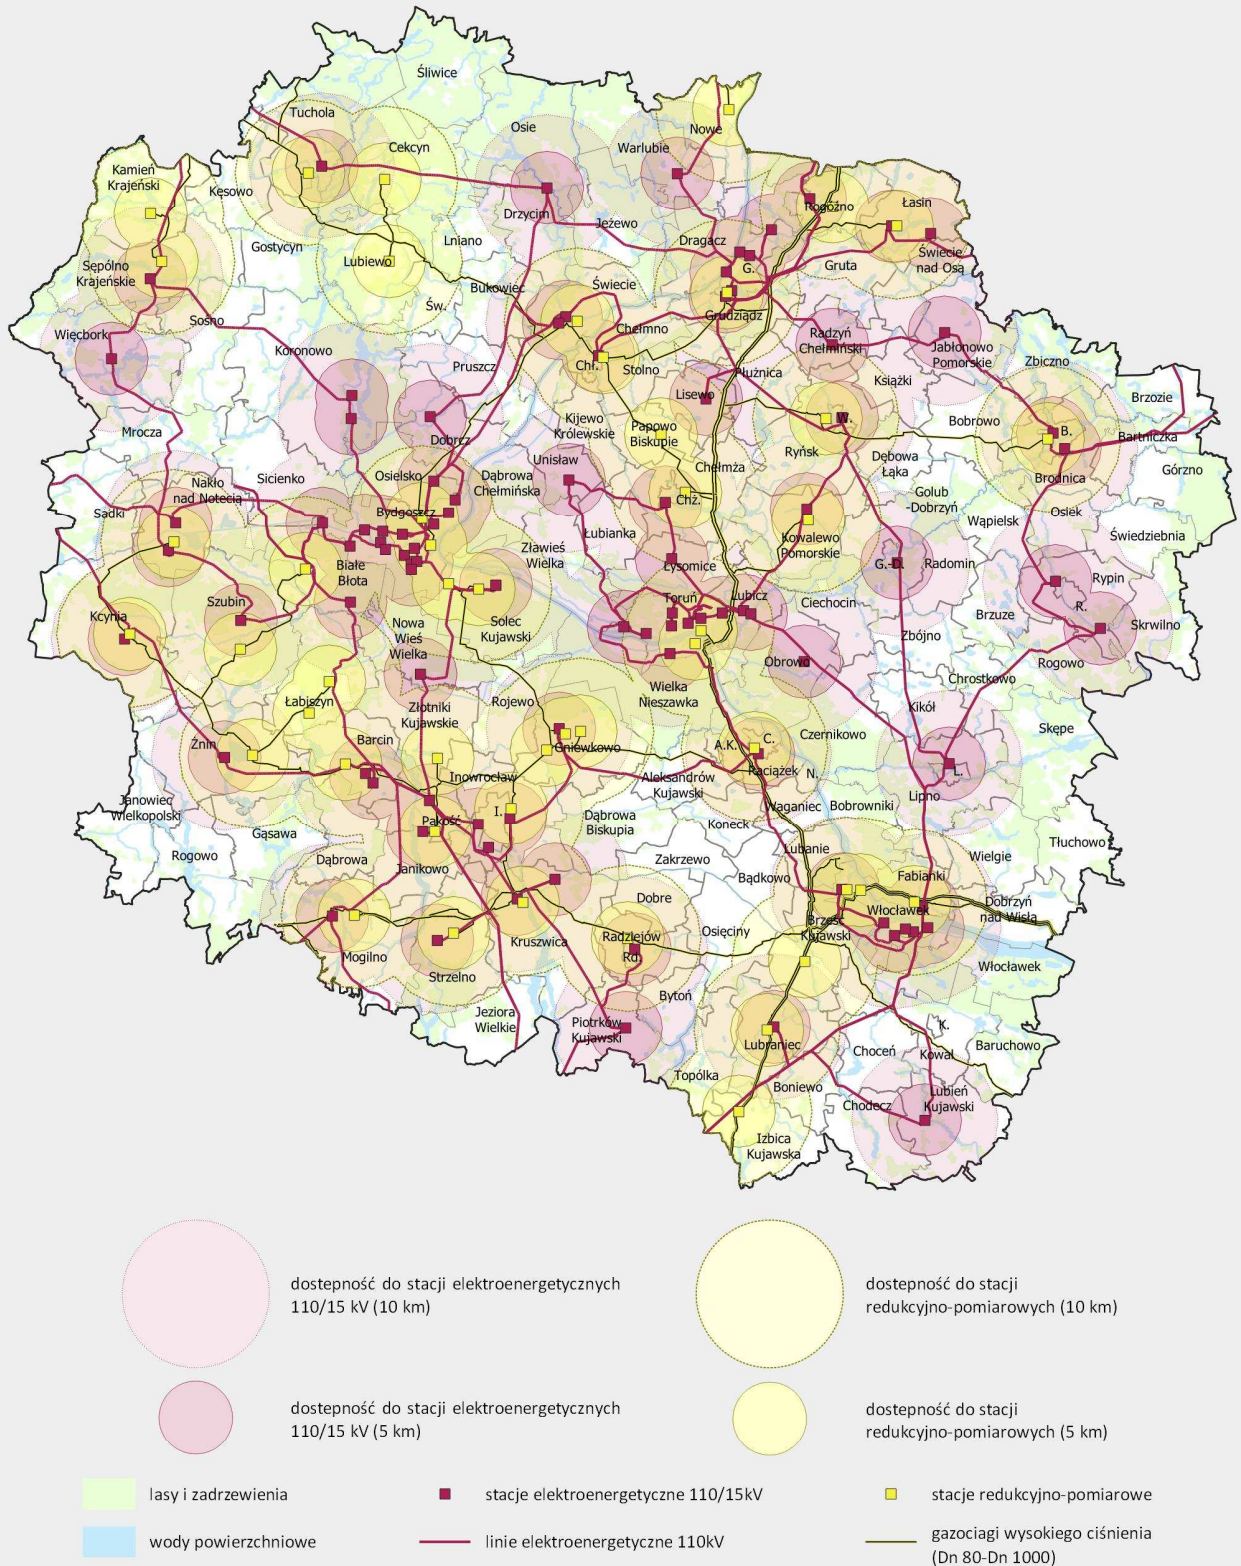 Śliwice
Tuchola
Osie
Nowe
Cekcyn
Warlubie
Kamień
Krajeński
Kęsowo
Łasin
Rogóźno
Drzycim
Jeżewo
Gostycyn
Lniano
Dragacz
Świecie
nad Osą
Lubiewo
Gruta
G.
Sępólno
Krajeńskie
Bukowiec
Świecie
Św.
Grudziądz
Sośno
Chełmno
Więcbork
Radzyń
Chełmiński
Jabłonowo
Pomorskie
Koronowo
Zbiczno
Pruszcz
Chł.
Stolno
Płużnica
Książki
Lisewo
Brzozie
Mrocza
Kijewo
Królewskie
Papowo
Biskupie
W.
Bobrowo
B.
Bartniczka
Dobrcz
Unisław
Chełmża
Ryńsk
Dębowa
Łąka
Górzno
Nakło
nad Notecią
Sicienko
Osielsko
Dąbrowa
Chełmińska
Brodnica
Golub
-Dobrzyń
Sadki
Bydgoszcz
Chż.
Osiek
Wąpielsk
Łubianka
Kowalewo
Pomorskie
Świedziebnia
Zławieś
Wielka
Białe
Błota
Łysomice
G.-D.
Radomin
Rypin
Szubin
Toruń
Lubicz
Ciechocin
R.
Kcynia
Solec
Kujawski
Brzuze
Skrwilno
Nowa
Wieś
Wielka
Zbójno
Obrowo
Rogowo
Chrostkowo
Wielka
Nieszawka
Łabiszyn
Złotniki
Kujawskie
Rojewo
Kikół
Skępe
Żnin
Barcin
Gniewkowo
A.K.
C.
Czernikowo
Raciążek
N.
L.
Inowrocław
Aleksandrów
Kujawski
Lipno
Janowiec
Wielkopolski
Waganiec
Bobrowniki
I.
Pakość
Dąbrowa
Biskupia
Koneck
Gąsawa
Tłuchowo
Lubanie
Rogowo
Dąbrowa
Zakrzewo
Wielgie
Janikowo
Bądkowo
Fabianki
Dobre
Dobrzyń
nad Wisłą
Włocławek
Brześć
Kujawski
Osięciny
Kruszwica
Radziejów
Rd.
Mogilno
Włocławek
Strzelno
Bytoń
Jeziora
Wielkie
Piotrków
Kujawski
K.
Lubraniec
Choceń
Kowal
Baruchowo
Topólka
Boniewo
Chodecz
Lubień
Kujawski
Izbica
Kujawska
dostepność do stacji elektroenergetycznych
110/15 kV (10 km)
dostepność do stacji
redukcyjno-pomiarowych (10 km)
dostepność do stacji elektroenergetycznych
110/15 kV (5 km)
dostepność do stacji
redukcyjno-pomiarowych (5 km)
lasy i zadrzewienia
stacje elektroenergetyczne 110/15kV
stacje redukcyjno-pomiarowe
wody powierzchniowe
linie elektroenergetyczne 110kV
gazociagi wysokiego ciśnienia
(Dn 80-Dn 1000)